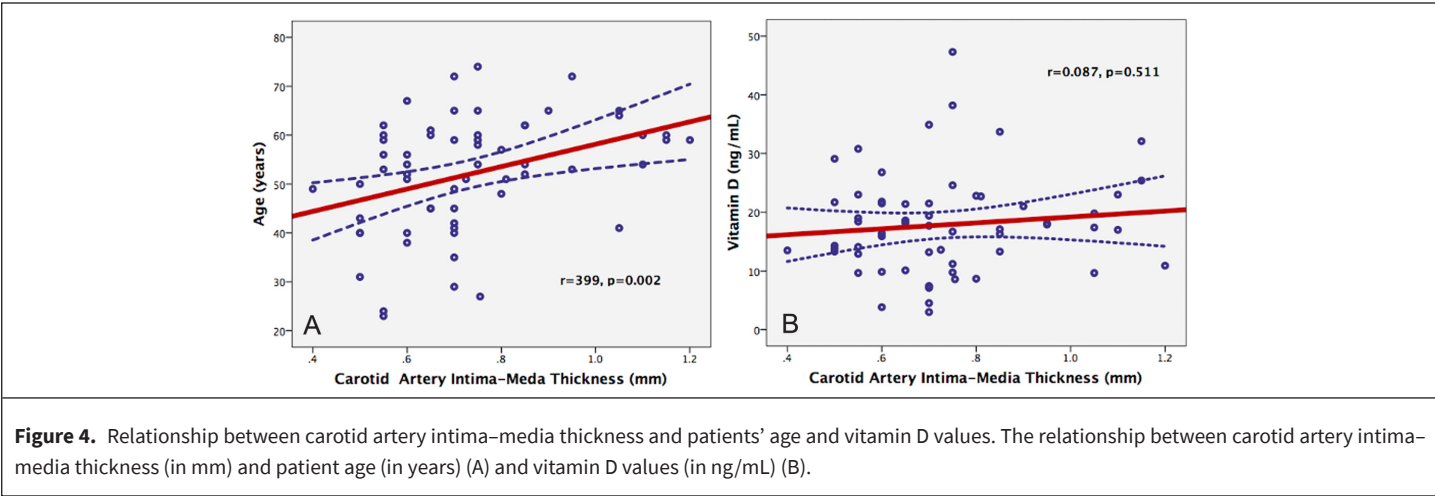 80
70
60
50
40
30
20
Age (years)
r=399, p=0.002
A
.4 .6 .8 1.0 1.2
Carotid Artery Intima–Meda Thickness (mm)
50
40
30
20
10
0
Vitamin D (ng/mL)
r=0.087, p=0.511
B
.4 .6 .8 1.0 1.2
Carotid Artery Intima–Media Thickness (mm)
Figure 4. Relationship between carotid artery intima–media thickness and patients’ age and vitamin D values. The relationship between carotid artery intima–
media thickness (in mm) and patient age (in years) (A) and vitamin D values (in ng/mL) (B).